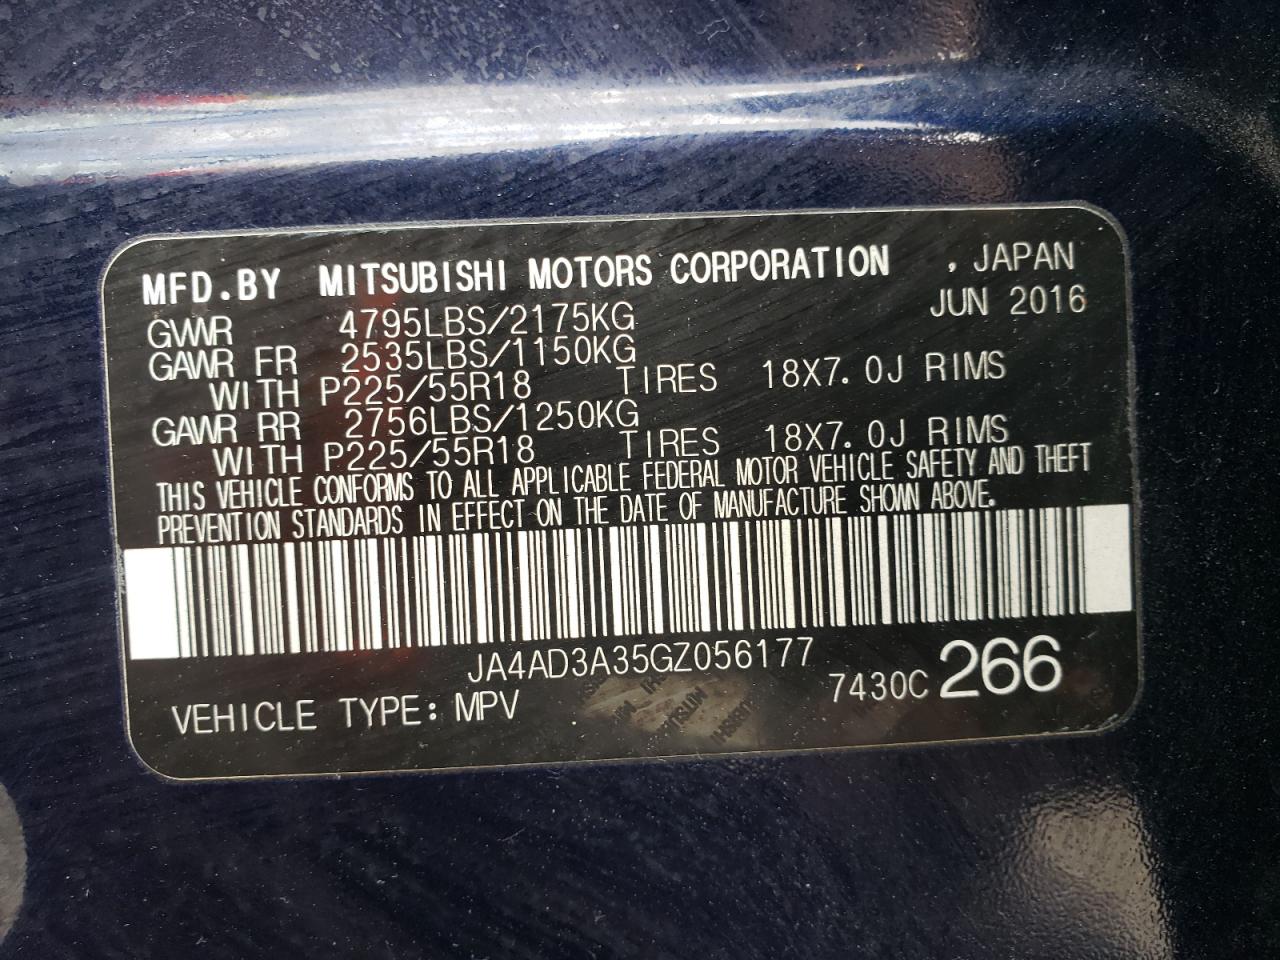 MFD.BY MITSUBISHI MOTORS CORPORATION , JAPAN
JUN 2016
GVWR 4795LBS/2175KG
GAWR FR 2535LBS/1150KG
WITH P225/55R18 TIRES 18X7.0J RIMS
GAWR RR 2756LBS/1250KG
WITH P225/55R18 TIRES 18X7.0J RIMS
THIS VEHICLE CONFORMS TO ALL APPLICABLE FEDERAL MOTOR VEHICLE SAFETY AND THEFT
PREVENTION STANDARDS IN EFFECT ON THE DATE OF MANUFACTURE SHOWN ABOVE.
JA4AD3A35GZ056177
7430C 266
VEHICLE TYPE: MPV